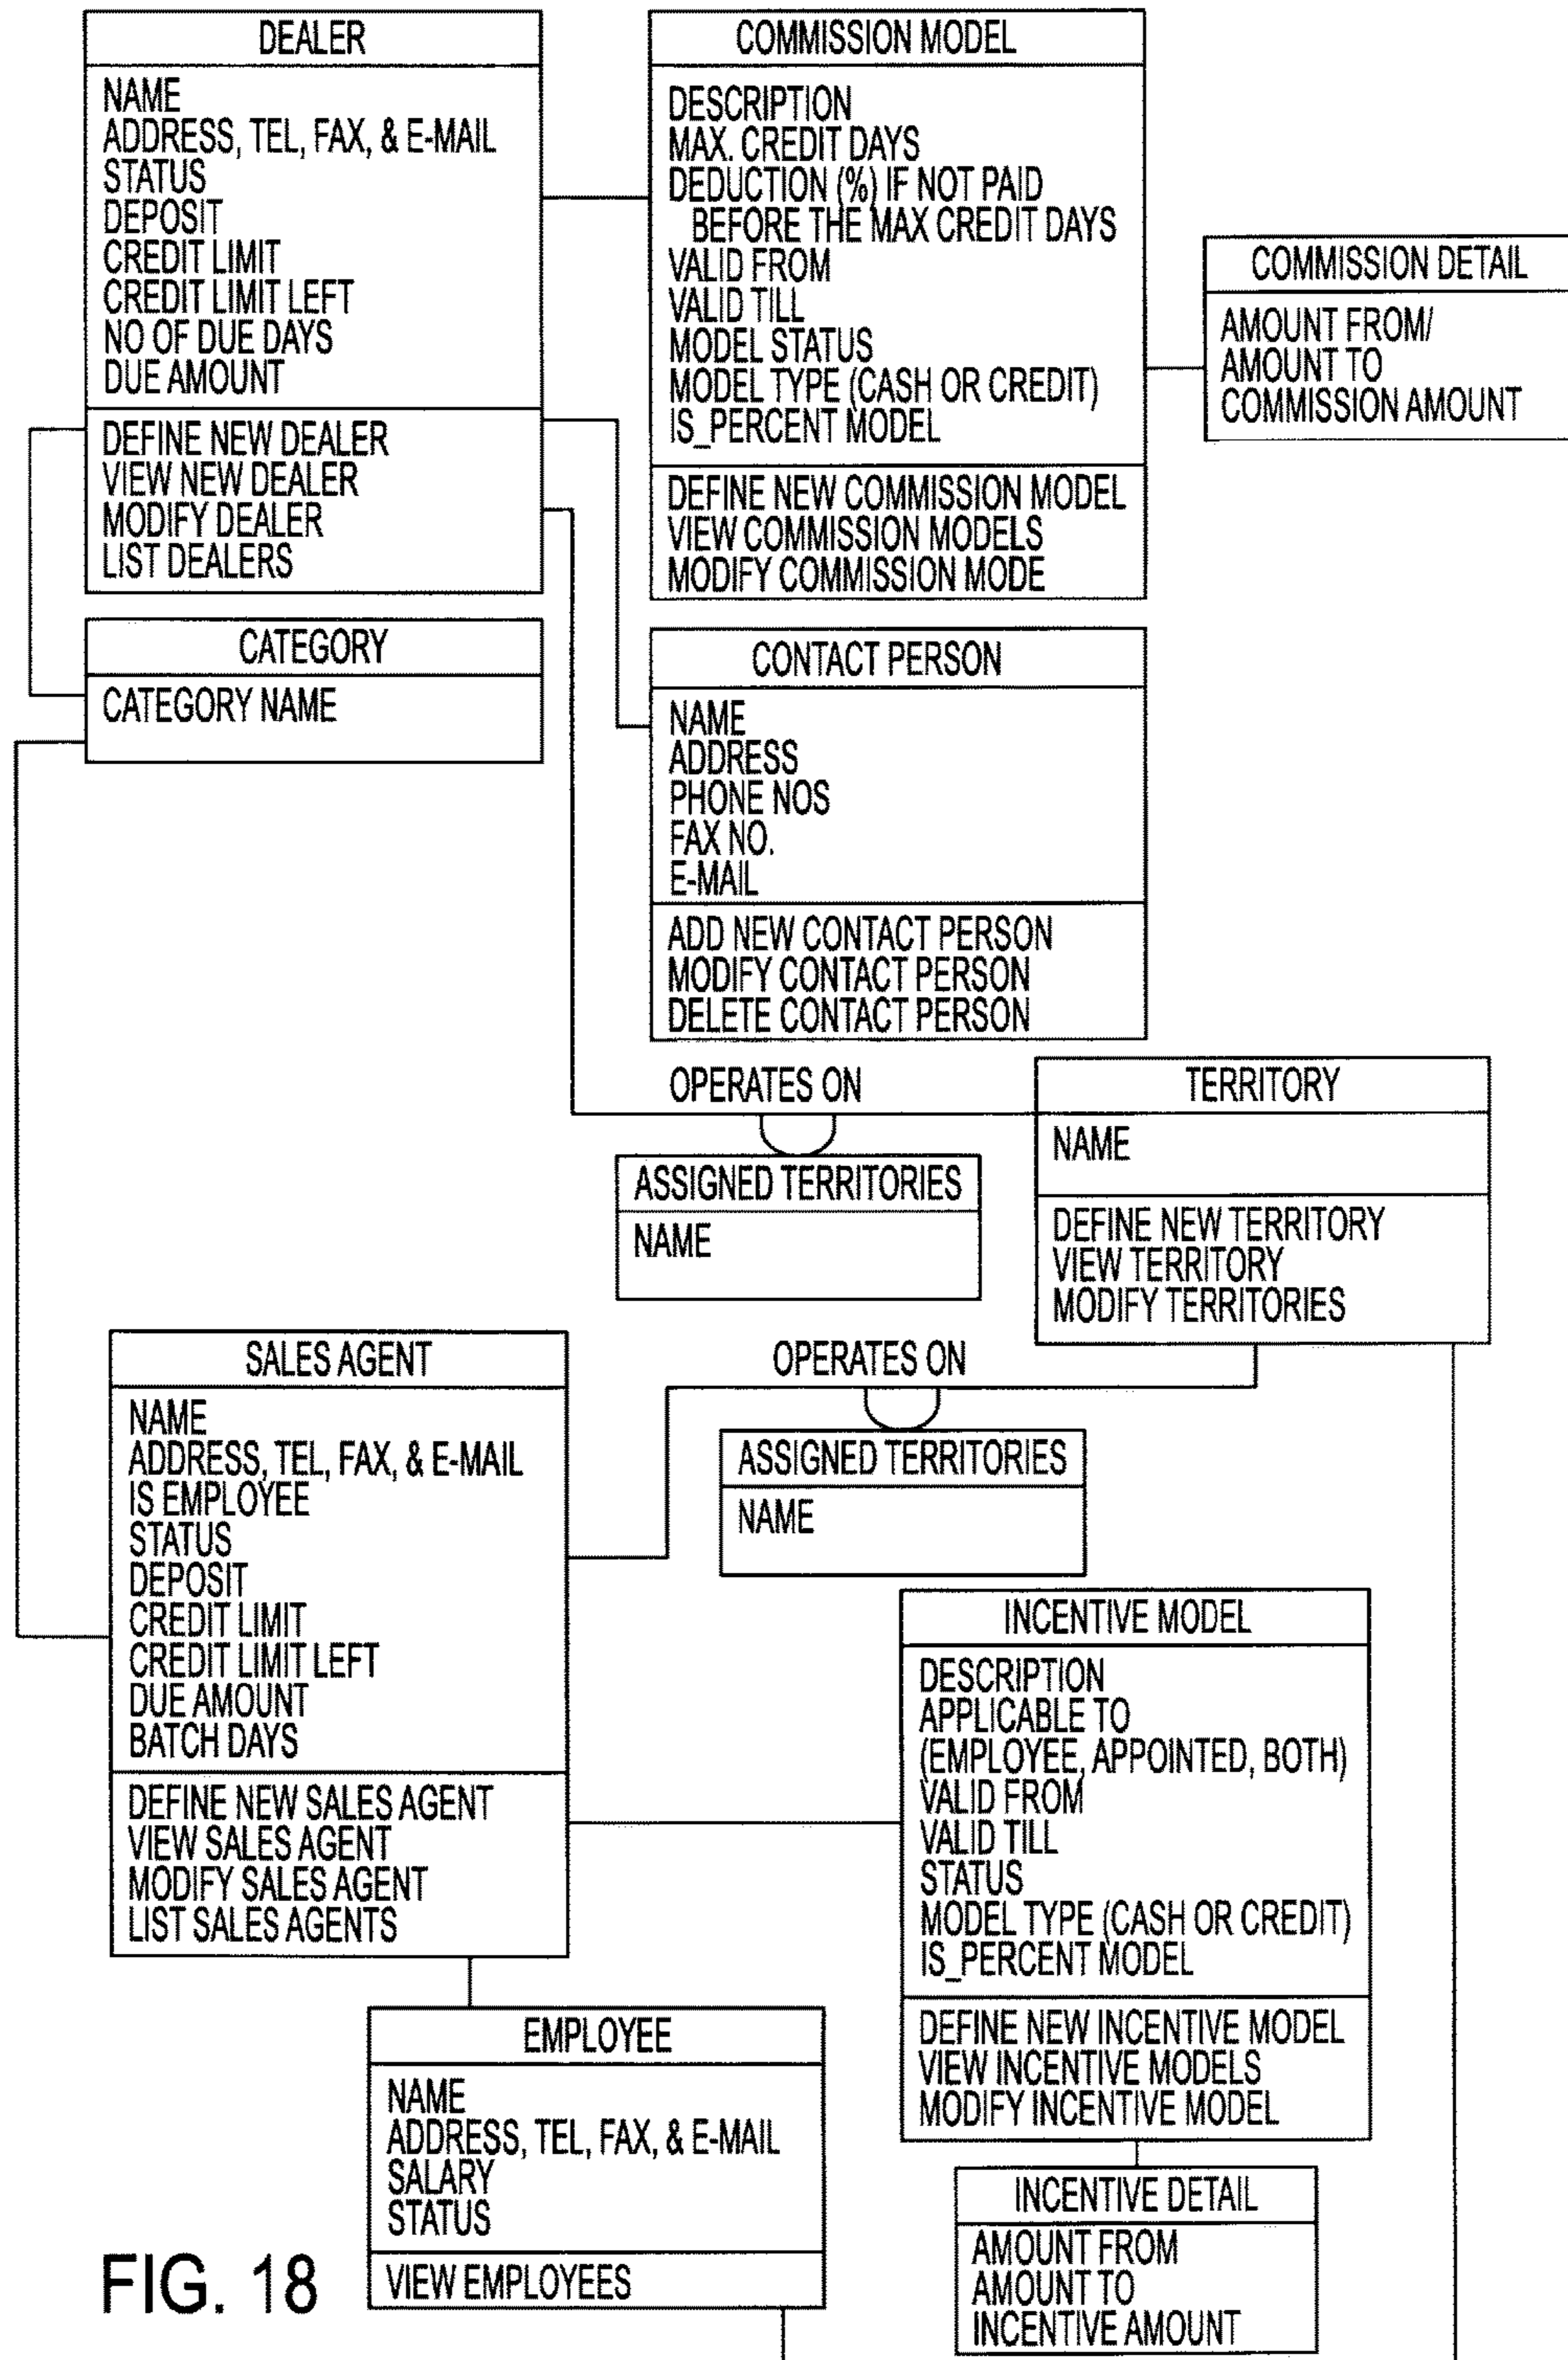 DEALER
NAME
ADDRESS, TEL, FAX, & E-MAIL
STATUS
DEPOSIT
CREDIT LIMIT
CREDIT LIMIT LEFT
NO OF DUE DAYS
DUE AMOUNT
DEFINE NEW DEALER
VIEW NEW DEALER
MODIFY DEALER
LIST DEALERS
COMMISSION MODEL
DESCRIPTION
MAX. CREDIT DAYS
DEDUCTION (%) IF NOT PAID
BEFORE THE MAX CREDIT DAYS
VALID FROM
VALID TILL
MODEL STATUS
MODEL TYPE (CASH OR CREDIT)
IS_PERCENT MODEL
DEFINE NEW COMMISSION MODEL
VIEW COMMISSION MODELS
MODIFY COMMISSION MODE
COMMISSION DETAIL
AMOUNT FROM/
AMOUNT TO
COMMISSION AMOUNT
CATEGORY
CATEGORY NAME
CONTACT PERSON
NAME
ADDRESS
PHONE NOS
FAX NO.
E-MAIL
ADD NEW CONTACT PERSON
MODIFY CONTACT PERSON
DELETE CONTACT PERSON
OPERATES ON
ASSIGNED TERRITORIES
NAME
TERRITORY
NAME
DEFINE NEW TERRITORY
VIEW TERRITORY
MODIFY TERRITORIES
SALES AGENT
NAME
ADDRESS, TEL, FAX, & E-MAIL
IS EMPLOYEE
STATUS
DEPOSIT
CREDIT LIMIT
CREDIT LIMIT LEFT
DUE AMOUNT
BATCH DAYS
DEFINE NEW SALES AGENT
VIEW SALES AGENT
MODIFY SALES AGENT
LIST SALES AGENTS
OPERATES ON
ASSIGNED TERRITORIES
NAME
INCENTIVE MODEL
DESCRIPTION
APPLICABLE TO
(EMPLOYEE, APPOINTED, BOTH)
VALID FROM
VALID TILL
STATUS
MODEL TYPE (CASH OR CREDIT)
IS_PERCENT MODEL
DEFINE NEW INCENTIVE MODEL
VIEW INCENTIVE MODELS
MODIFY INCENTIVE MODEL
EMPLOYEE
NAME
ADDRESS, TEL, FAX, & E-MAIL
SALARY
STATUS
VIEW EMPLOYEES
INCENTIVE DETAIL
AMOUNT FROM
AMOUNT TO
INCENTIVE AMOUNT
FIG. 18